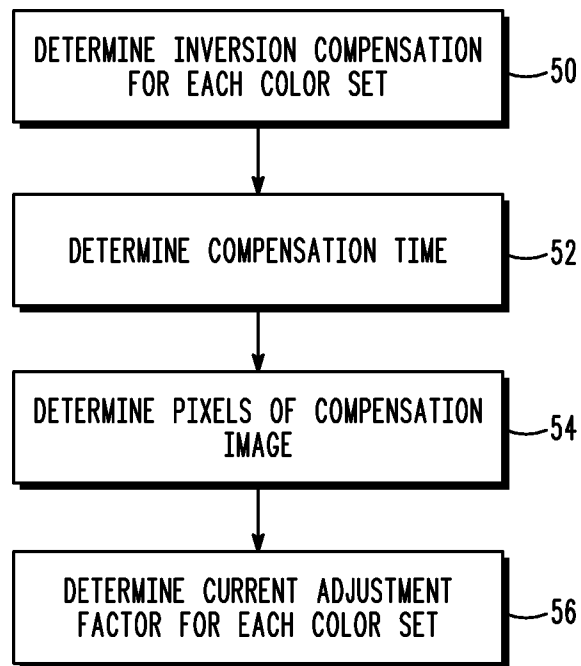 DETERMINE INVERSION COMPENSATION
FOR EACH COLOR SET
50
DETERMINE COMPENSATION TIME
52
DETERMINE PIXELS OF COMPENSATION
IMAGE
54
DETERMINE CURRENT ADJUSTMENT
FACTOR FOR EACH COLOR SET
56